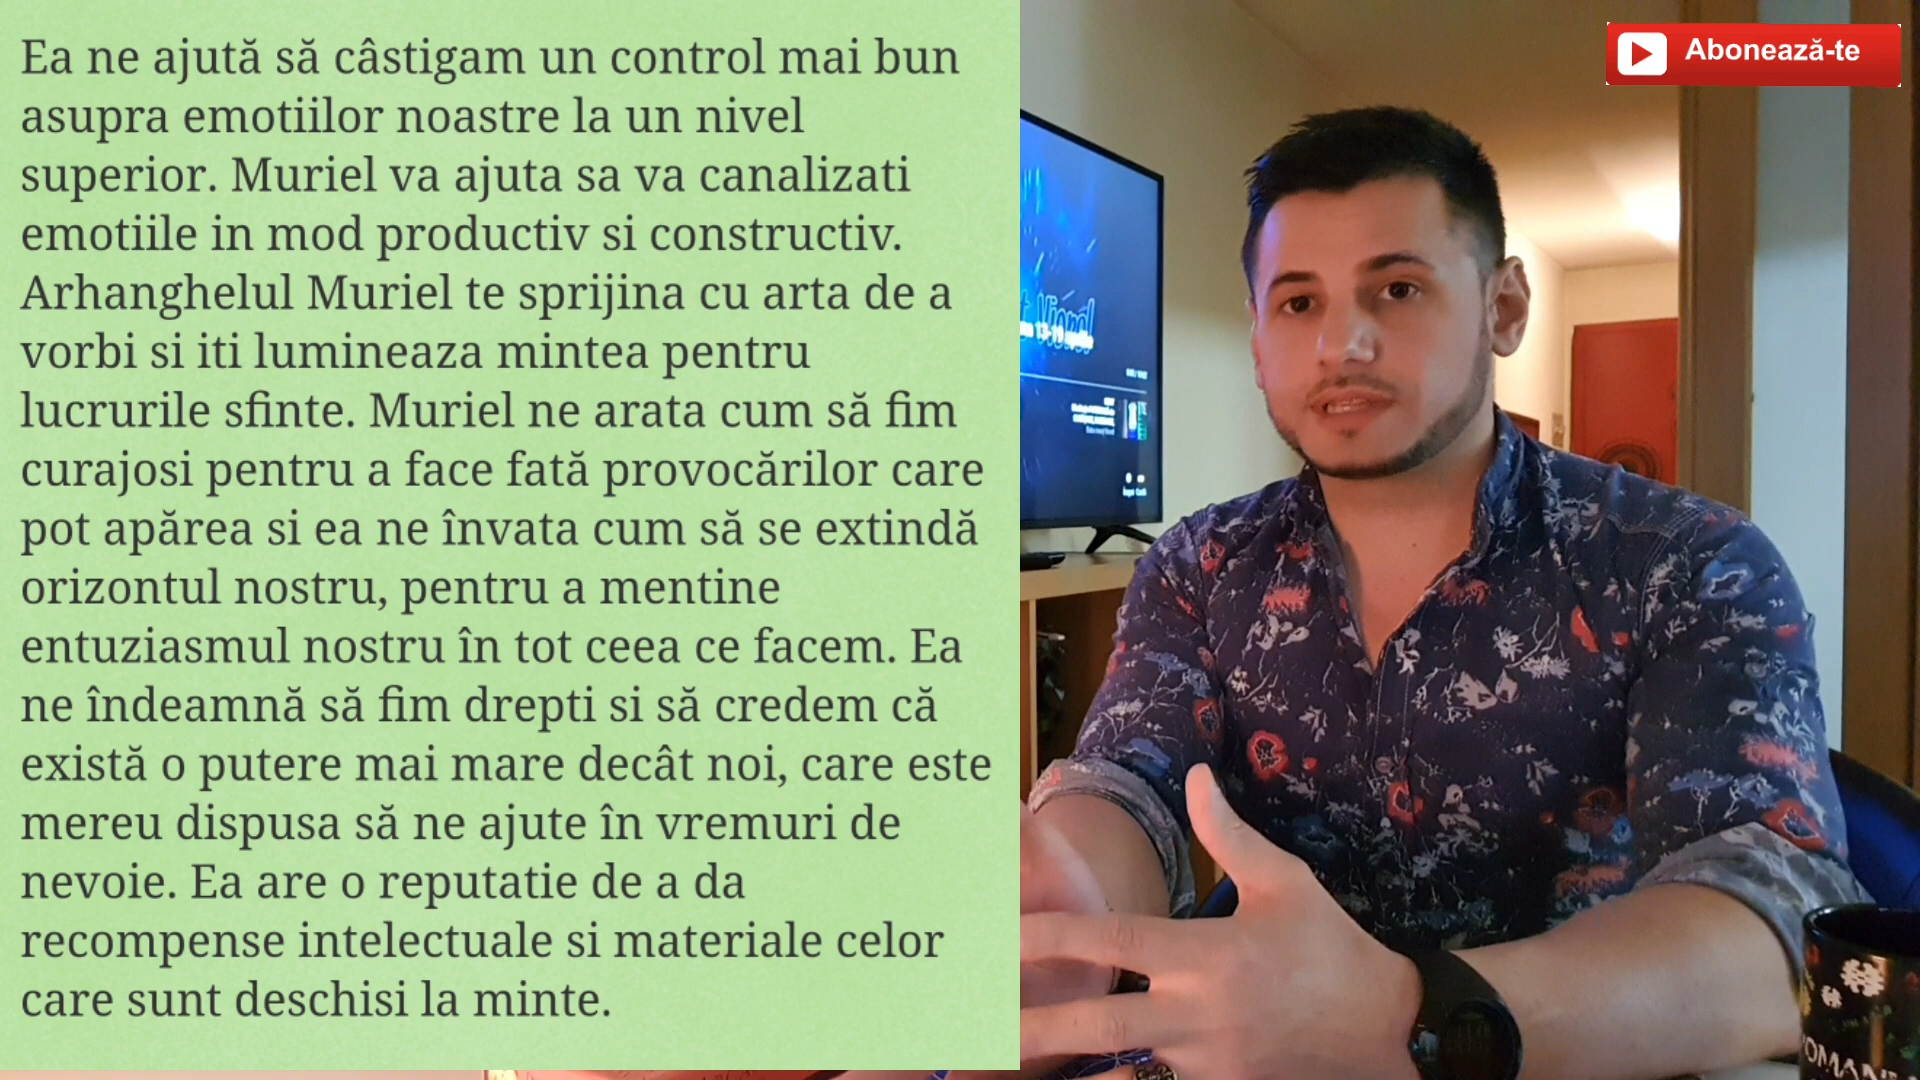 Ea ne ajută să câstigam un control mai bun
asupra emotiilor noastre la un nivel
superior. Muriel va ajuta sa va canalizati
emotiile in mod productiv si constructiv.
Arhanghelul Muriel te sprijina cu arta de a
vorbi si iti lumineaza mintea pentru
lucrurile sfinte. Muriel ne arata cum să fim
curajosi pentru a face fată provocărilor care
pot apărea si ea ne învata cum să se extindă
orizontul nostru, pentru a mentine
entuziasmul nostru în tot ceea ce facem. Ea
ne îndeamnă să fim drepti si să credem că
există o putere mai mare decât noi, care este
mereu dispusa să ne ajute în vremuri de
nevoie. Ea are o reputatie de a da
recompense intelectuale si materiale celor
care sunt deschisi la minte.
Abonează-te